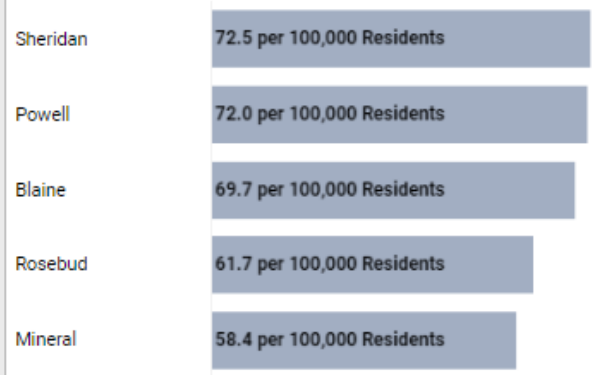 Sheridan 72.5 per 100,000 Residents
Powell 72.0 per 100,000 Residents
Blaine 69.7 per 100,000 Residents
Rosebud 61.7 per 100,000 Residents
Mineral 58.4 per 100,000 Residents